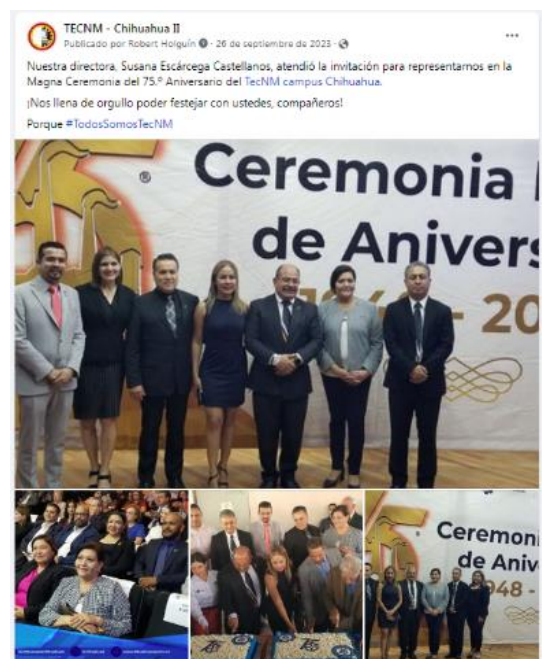 TECNM - Chihuahua II
Publicado por Robert Holguín · 26 de septiembre de 2023 ·
Nuestra directora, Susana Escárcega Castellanos, atendió la invitación para representarnos en la
Magna Ceremonia del 75.º Aniversario del TecNM campus Chihuahua.
¡Nos llena de orgullo poder festejar con ustedes, compañeros!
Porque #TodosSomosTecNM
Ceremonia
de Anivers
- 20
Ceremoni
de Aniv
948 -